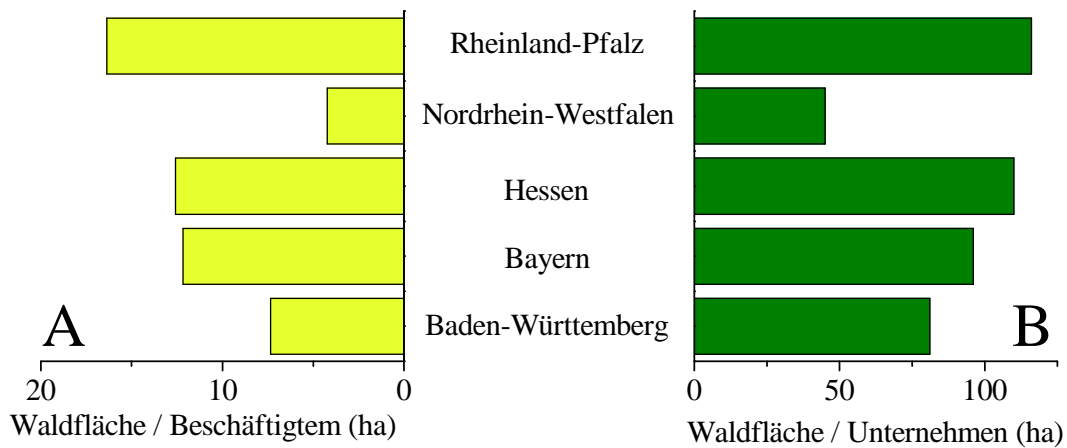 Rheinland-Pfalz
Nordrhein-Westfalen
Hessen
Bayern
Baden-Württemberg
A
B
20 10 0
0 50 100
Waldfläche / Beschäftigtem (ha)
Waldfläche / Unternehmen (ha)